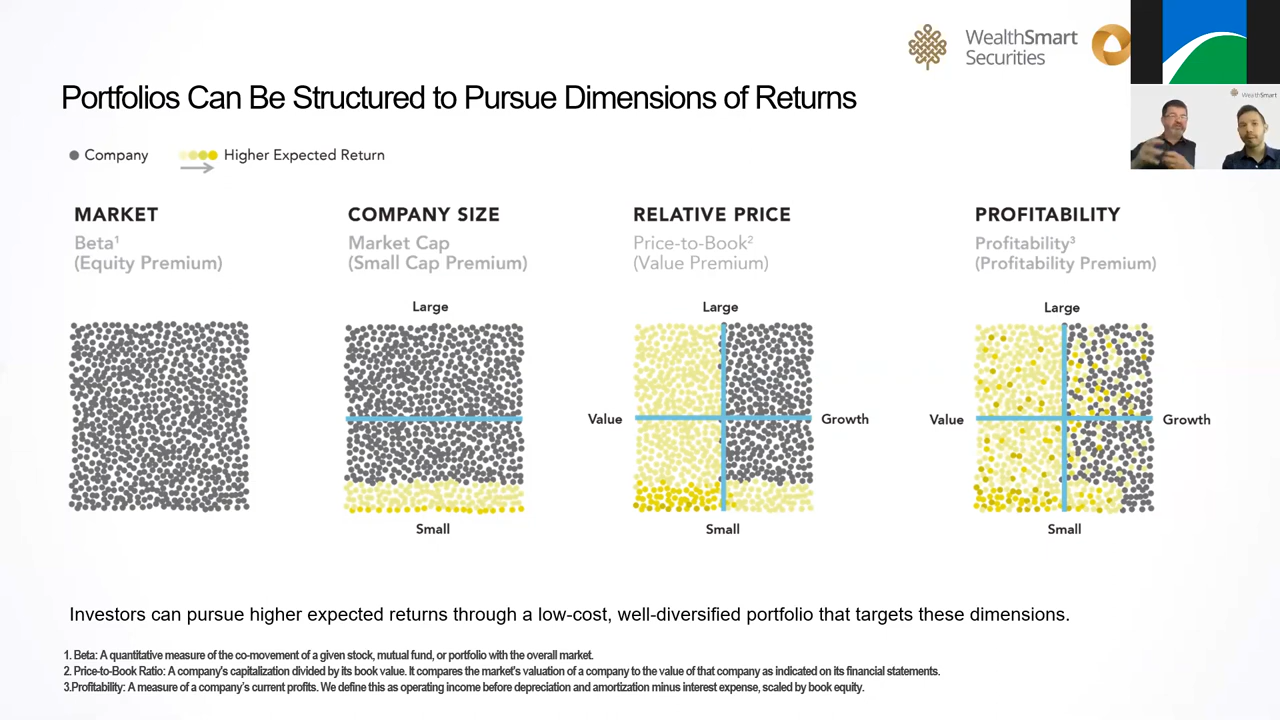 WealthSmart
Securities
WealthSmart
Portfolios Can Be Structured to Pursue Dimensions of Returns
Company
Higher Expected Return
MARKET
Beta¹
(Equity Premium)
COMPANY SIZE
Market Cap
(Small Cap Premium)
Large
Small
RELATIVE PRICE
Price-to-Book²
(Value Premium)
Large
Value
Growth
Small
PROFITABILITY
Profitability³
(Profitability Premium)
Large
Value
Growth
Small
Investors can pursue higher expected returns through a low-cost, well-diversified portfolio that targets these dimensions.
1. Beta: A quantitative measure of the co-movement of a given stock, mutual fund, or portfolio with the overall market.
2. Price-to-Book Ratio: A company's capitalization divided by its book value. It compares the market's valuation of a company to the value of that company as indicated on its financial statements.
3.Profitability: A measure of a company's current profits. We define this as operating income before depreciation and amortization minus interest expense, scaled by book equity.